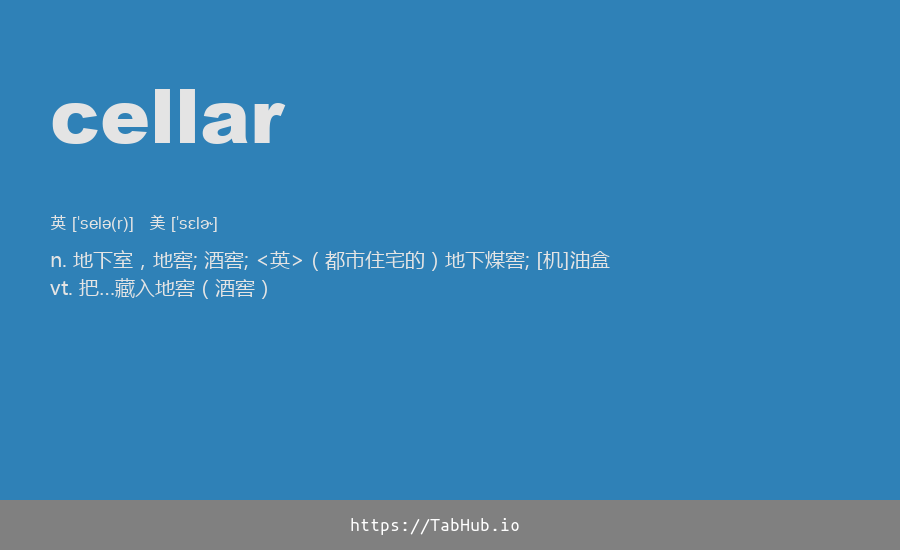 cellar
英 [ˈselə(r)] 美 [ˈsɛlɚ]
n. 地下室，地窖; 酒窖; <英>（都市住宅的）地下煤窖; [机]油盒
vt. 把…藏入地窖（酒窖）
https://TabHub.io